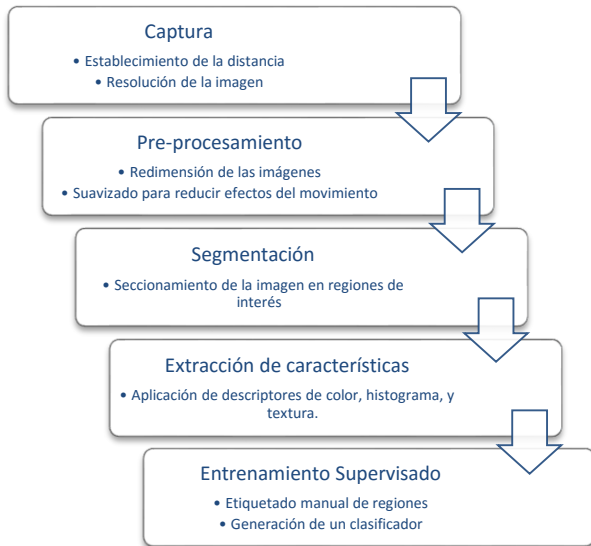 Captura
• Establecimiento de la distancia
• Resolución de la imagen
Pre-procesamiento
• Redimensión de las imágenes
• Suavizado para reducir efectos del movimiento
Segmentación
• Seccionamiento de la imagen en regiones de
interés
Extracción de características
• Aplicación de descriptores de color, histograma, y
textura.
Entrenamiento Supervisado
• Etiquetado manual de regiones
• Generación de un clasificador